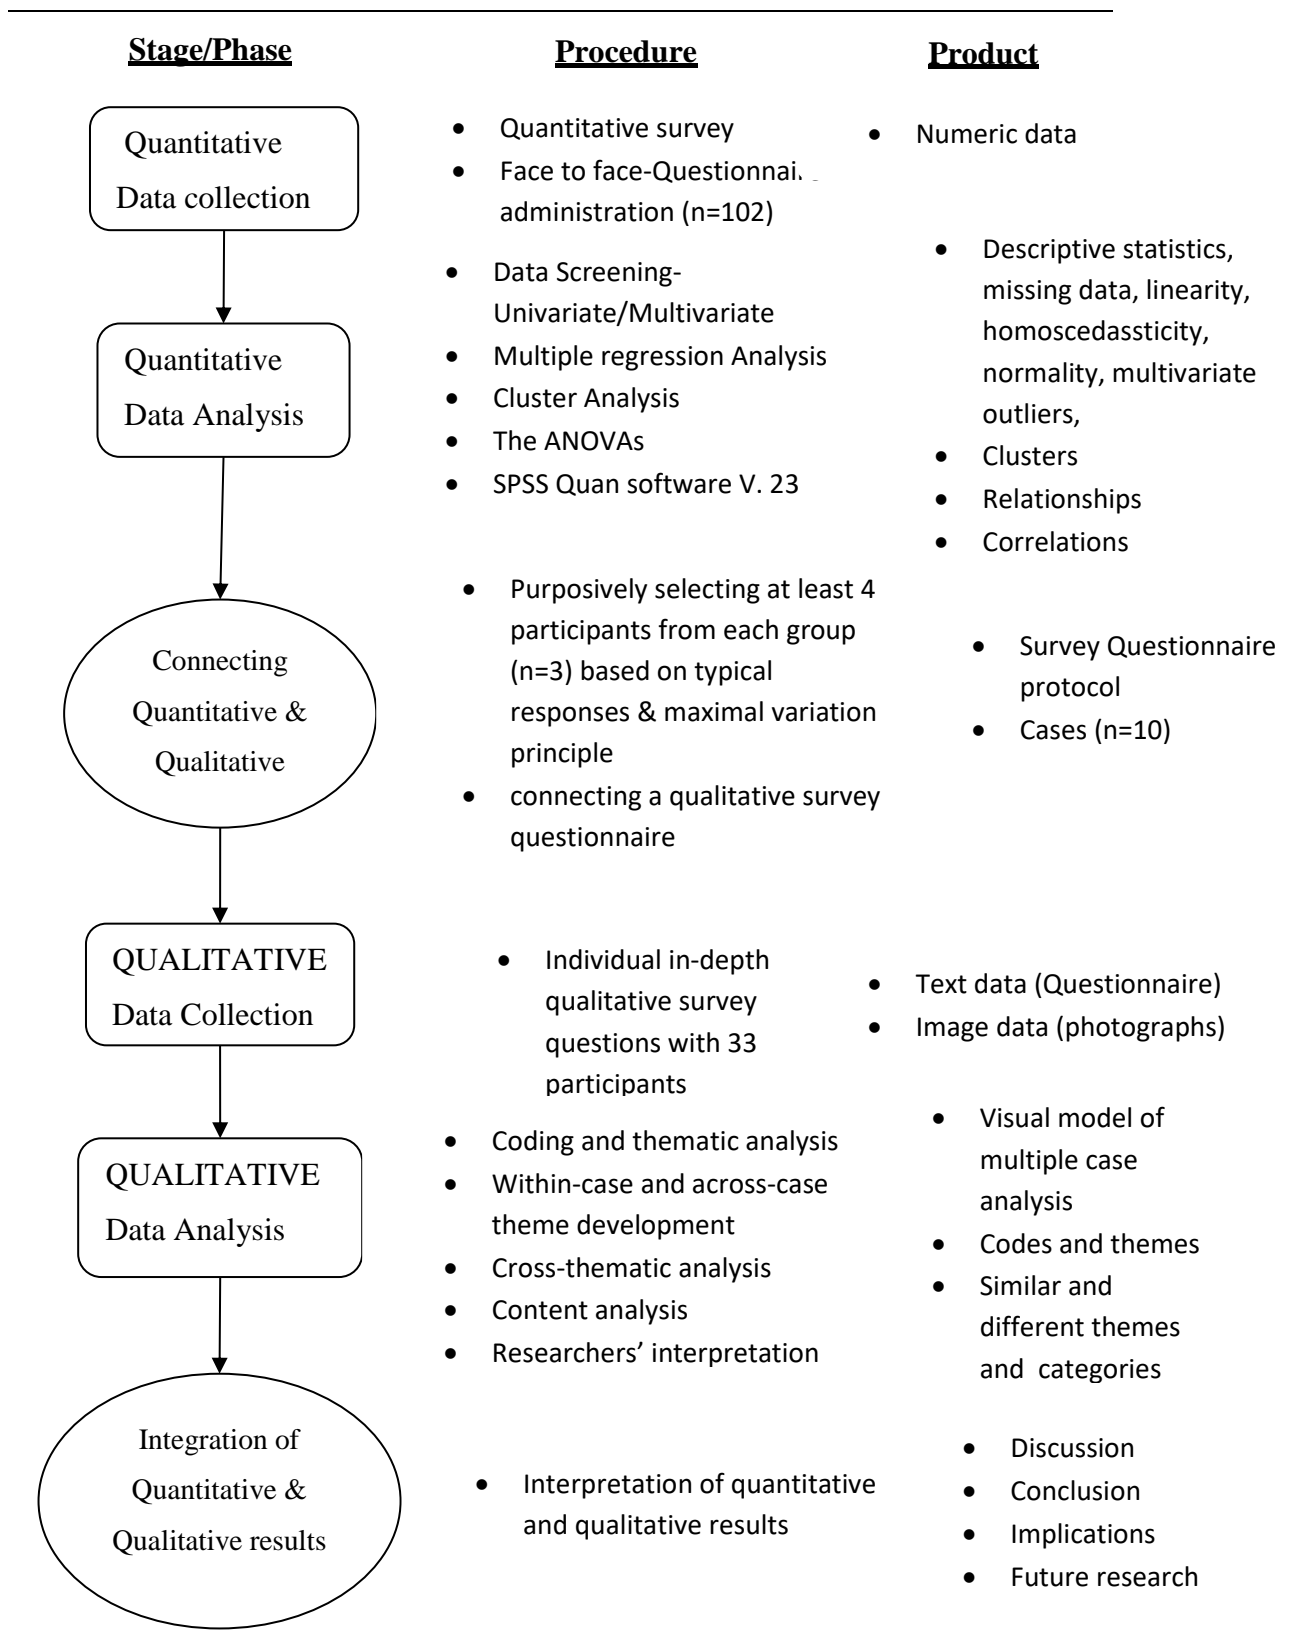 Stage/Phase
Procedure
Product
Quantitative
Data collection
• Quantitative survey
• Face to face-
administration (n=102)
• Numeric data
Quantitative
Data Analysis
• Data Screening-
Univariate/Multivariate
• Multiple regression Analysis
• Cluster Analysis
• The ANOVAs
• SPSS Quan software V. 23
• Descriptive statistics,
missing data, linearity,
homoscedassticity,
normality, multivariate
outliers,
• Clusters
• Relationships
• Correlations
Connecting
Quantitative &
Qualitative
• Purposively selecting at least 4
participants from each group
(n=3) based on typical
responses & maximal variation
principle
• connecting a qualitative survey
questionnaire
• Survey Questionnaire
protocol
• Cases (n=10)
QUALITATIVE
Data Collection
• Individual in-depth
qualitative survey
questions with 33
participants
• Text data (Questionnaire)
• Image data (photographs)
QUALITATIVE
Data Analysis
• Coding and thematic analysis
• Within-case and across-case
theme development
• Cross-thematic analysis
• Content analysis
• Researchers’ interpretation
• Visual model of
multiple case
analysis
• Codes and themes
• Similar and
different themes
and categories
Integration of
Quantitative &
Qualitative results
• Interpretation of quantitative
and qualitative results
• Discussion
• Conclusion
• Implications
• Future research